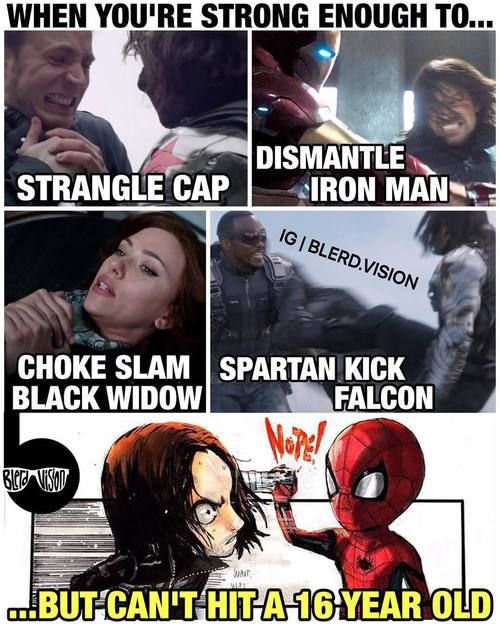 WHEN YOU'RE STRONG ENOUGH TO...
STRANGLE CAP
DISMANTLE
IRON MAN
CHOKE SLAM
BLACK WIDOW
IG | BLERD.VISION
SPARTAN KICK
FALCON
NOPE!
Blerd Vision
WHAT
...BUT CAN'T HIT A 16 YEAR OLD